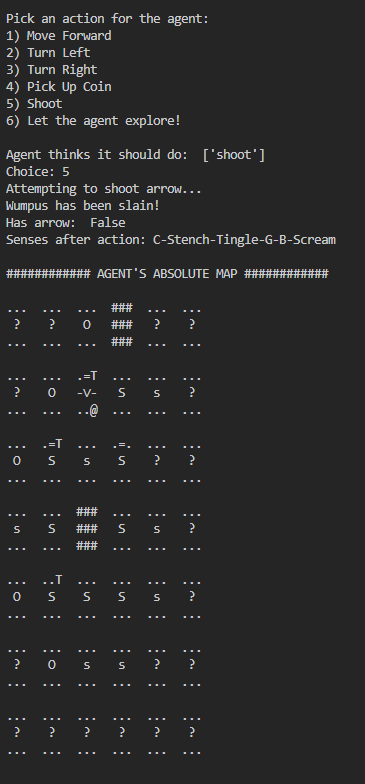 Pick an action for the agent:
1) Move Forward
2) Turn Left
3) Turn Right
4) Pick Up Coin
5) Shoot
6) Let the agent explore!

Agent thinks it should do:  ['shoot']
Choice: 5
Attempting to shoot arrow...
Wumpus has been slain!
Has arrow:  False
Senses after action: C-Stench-Tingle-G-B-Scream

############ AGENT'S ABSOLUTE MAP ############

...  ...  ...  ###  ...  ...
 ?    ?    O   ###   ?    ?
...  ...  ...  ###  ...  ...

...  ...  .=T  ...  ...  ...
 ?    O   -v-   S    s    ?
...  ...  ..@  ...  ...  ...

...  .=T  ...  .=.  ...  ...
 O    S    s    S    ?    ?
...  ...  ...  ...  ...  ...

...  ...  ###  ...  ...  ...
 s    S   ###   S    s    ?
...  ...  ###  ...  ...  ...

...  ..T  ...  ...  ...  ...
 O    S    S    S    s    ?
...  ...  ...  ...  ...  ...

...  ...  ...  ...  ...  ...
 ?    O    s    s    ?    ?
...  ...  ...  ...  ...  ...

...  ...  ...  ...  ...  ...
 ?    ?    ?    ?    ?    ?
...  ...  ...  ...  ...  ...